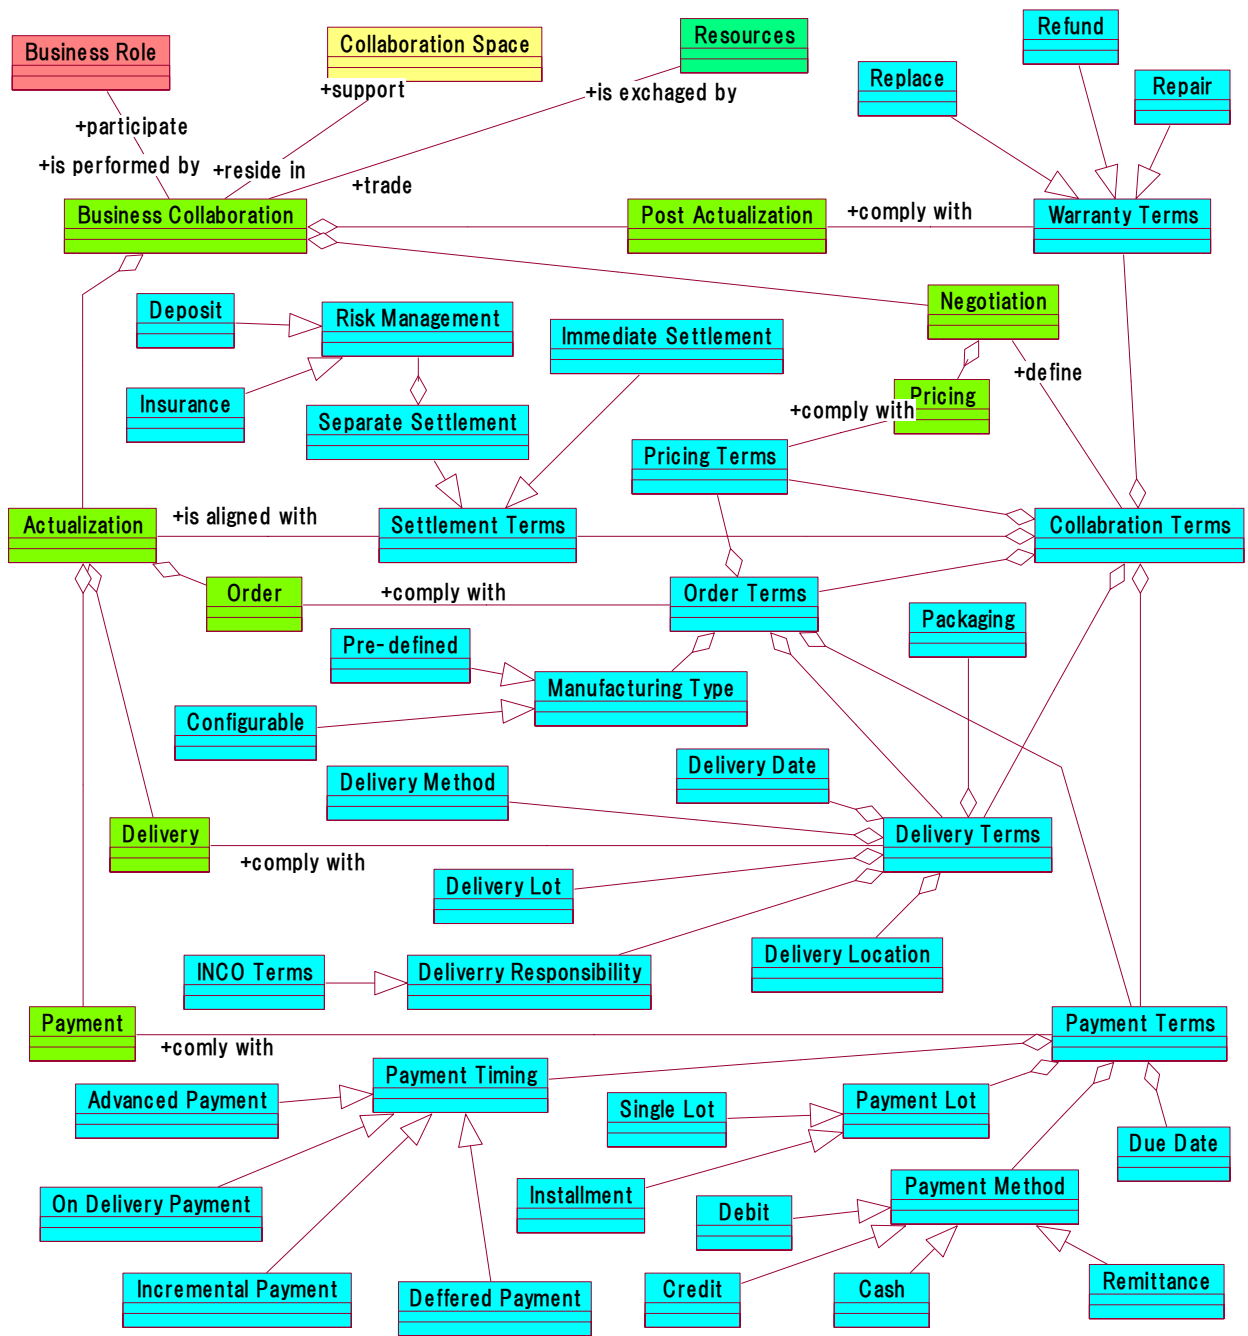 Refund
Business Role
Collaboration Space
Resources
Replace
Repair
+support
+is exchaged by
+participate
+is performed by
+reside in
+trade
Business Collaboration
Post Actualization
+comply with
Warranty Terms
Deposit
Risk Management
Immediate Settlement
Negotiation
+define
Insurance
Separate Settlement
+comply with
Pricing
Pricing Terms
Actualization
+is aligned with
Settlement Terms
Collabration Terms
Order
+comply with
Order Terms
Packaging
Pre-defined
Manufacturing Type
Configurable
Delivery Method
Delivery Date
Delivery
+comply with
Delivery Terms
Delivery Lot
Delivery Location
INCO Terms
Deliverry Responsibility
Payment
+comly with
Payment Terms
Payment Timing
Advanced Payment
Single Lot
Payment Lot
Due Date
On Delivery Payment
Installment
Payment Method
Debit
Incremental Payment
Deffered Payment
Credit
Cash
Remittance